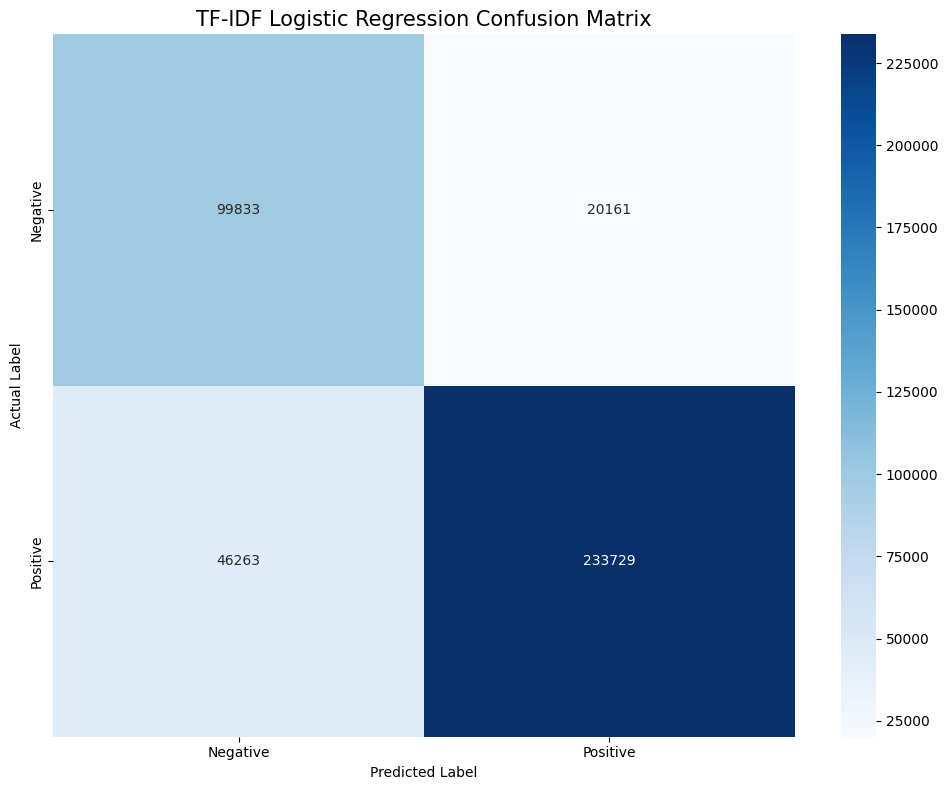 TF-IDF Logistic Regression Confusion Matrix
Actual Label
Negative
Positive
99833
20161
46263
233729
Negative
Positive
Predicted Label
225000
200000
175000
150000
125000
100000
75000
50000
25000